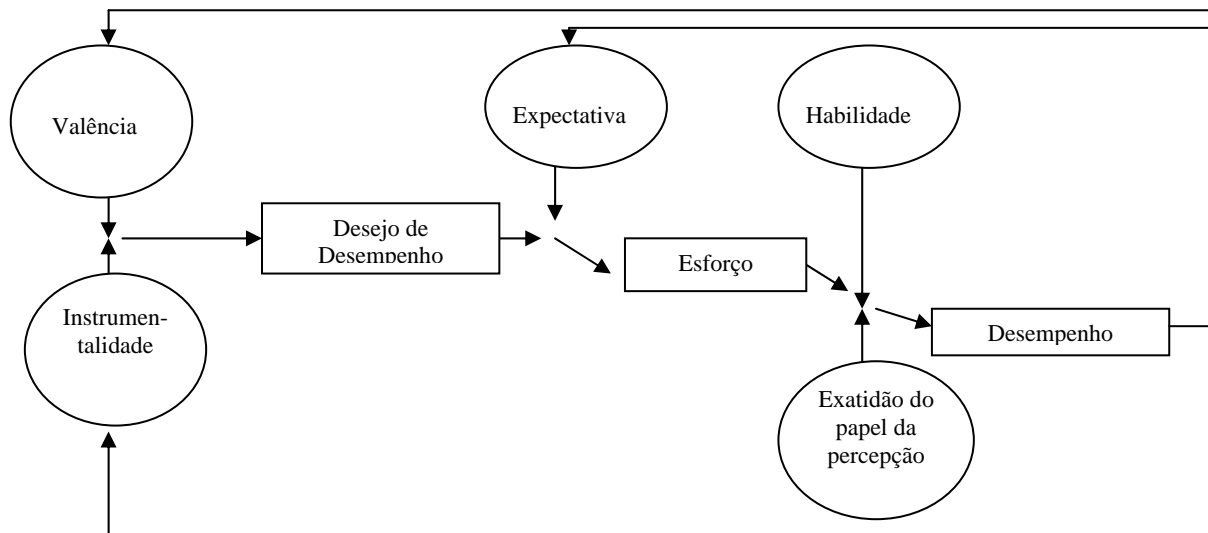 Valência
Expectativa
Habilidade
Desejo de
Desempenho
Esforço
Instrumen-
talidade
Desempenho
Exatidão do
papel da
percepção